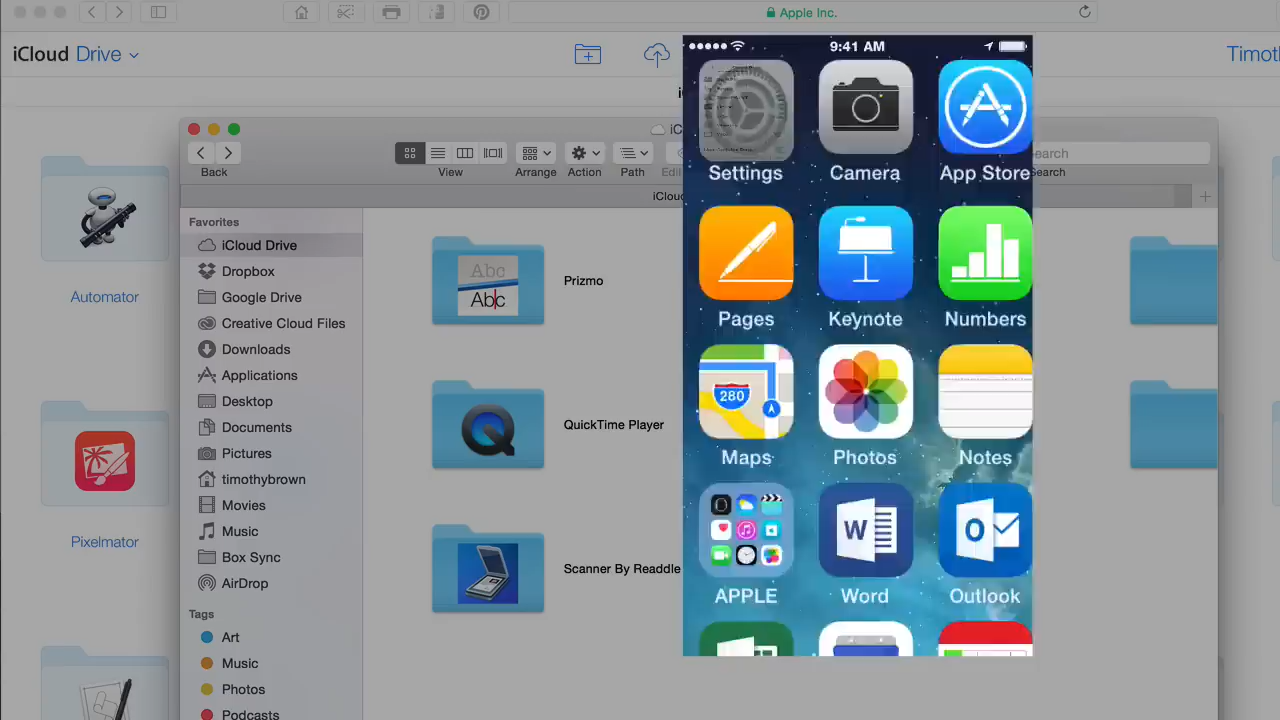 Apple Inc.
iCloud Drive
Timot
iC
Back
View
Arrange
Action
Path
Search
iClou
Favorites
iCloud Drive
Dropbox
Google Drive
Creative Cloud Files
Downloads
Applications
Desktop
Documents
Pictures
timothybrown
Movies
Music
Box Sync
AirDrop
Tags
Art
Music
Photos
Podcasts
Automator
Pixelmator
Abc
Abc
Prizmo
QuickTime Player
Scanner By Readdle
9:41 AM
Settings
Camera
App Store
Pages
Keynote
Numbers
280
Maps
Photos
Notes
APPLE
W
Word
O
Outlook